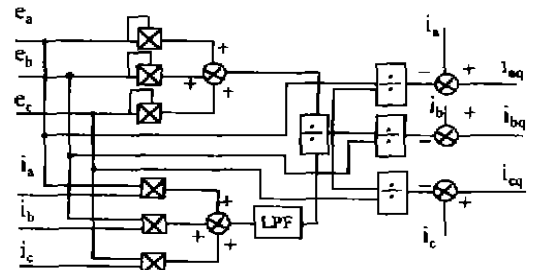 e_a
e_b
e_c
i_a
i_b
i_c
+
+
+
+
+
+
LPF
÷
÷
÷
÷
i_a
− + i_aq
i_b + i_bq
−
− + i_cq
i_c